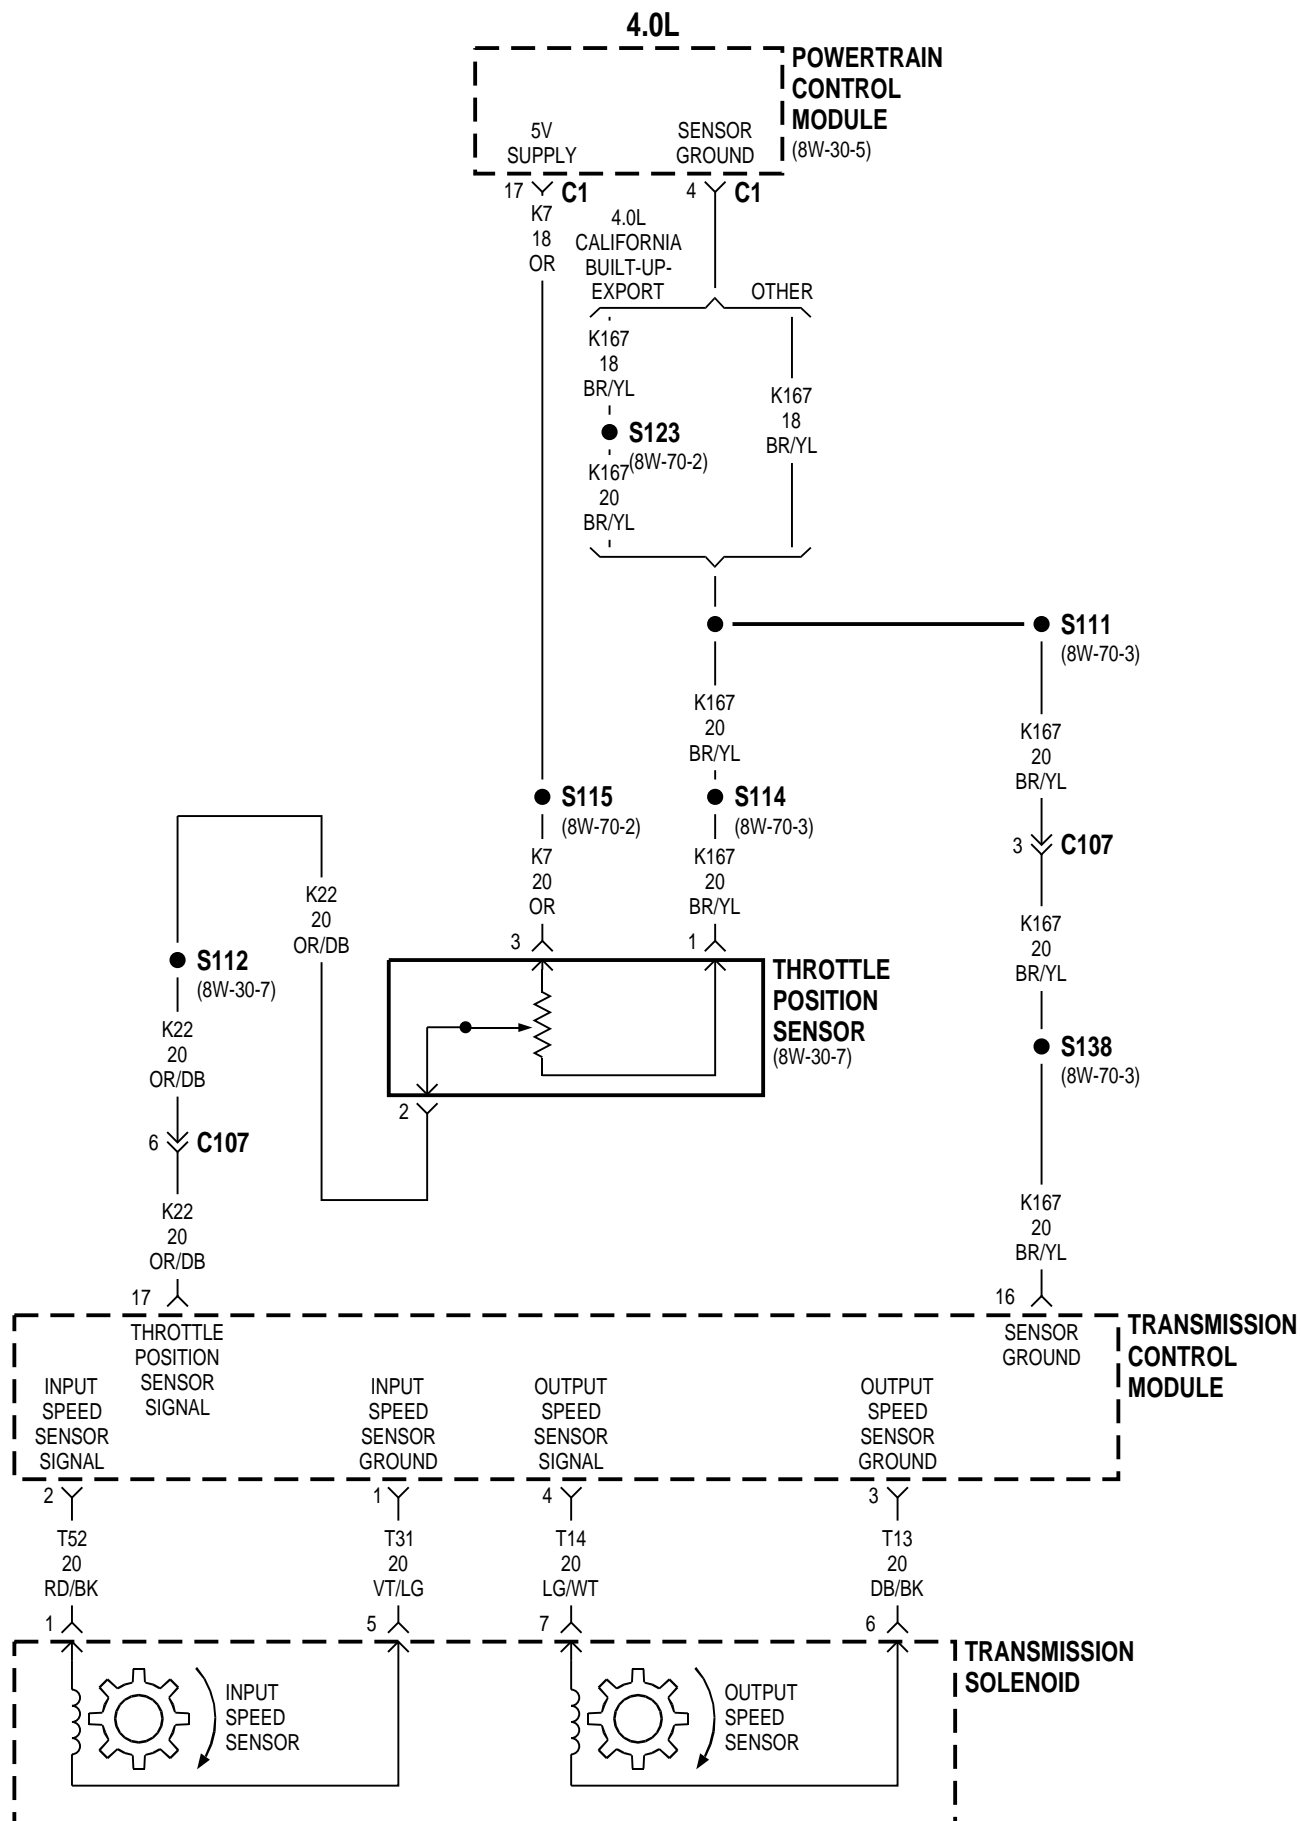 4.0L
POWERTRAIN
CONTROL
MODULE
(8W-30-5)
5V
SUPPLY
SENSOR
GROUND
17
C1
4
C1
K7
18
OR
4.0L
CALIFORNIA
BUILT-UP-
EXPORT
OTHER
K167
18
BR/YL
S123
(8W-70-2)
K167
20
BR/YL
K167
18
BR/YL
S111
(8W-70-3)
K167
20
BR/YL
K167
20
BR/YL
S115
(8W-70-2)
S114
(8W-70-3)
3
C107
K7
20
OR
K167
20
BR/YL
K22
20
OR/DB
K167
20
BR/YL
3
1
S112
(8W-30-7)
THROTTLE
POSITION
SENSOR
(8W-30-7)
K22
20
OR/DB
S138
(8W-70-3)
2
6
C107
K22
20
OR/DB
K167
20
BR/YL
17
16
THROTTLE
POSITION
SENSOR
SIGNAL
SENSOR
GROUND
TRANSMISSION
CONTROL
MODULE
INPUT
SPEED
SENSOR
SIGNAL
INPUT
SPEED
SENSOR
GROUND
OUTPUT
SPEED
SENSOR
SIGNAL
OUTPUT
SPEED
SENSOR
GROUND
2
1
4
3
T52
20
RD/BK
T31
20
VT/LG
T14
20
LG/WT
T13
20
DB/BK
1
5
7
6
TRANSMISSION
SOLENOID
INPUT
SPEED
SENSOR
OUTPUT
SPEED
SENSOR